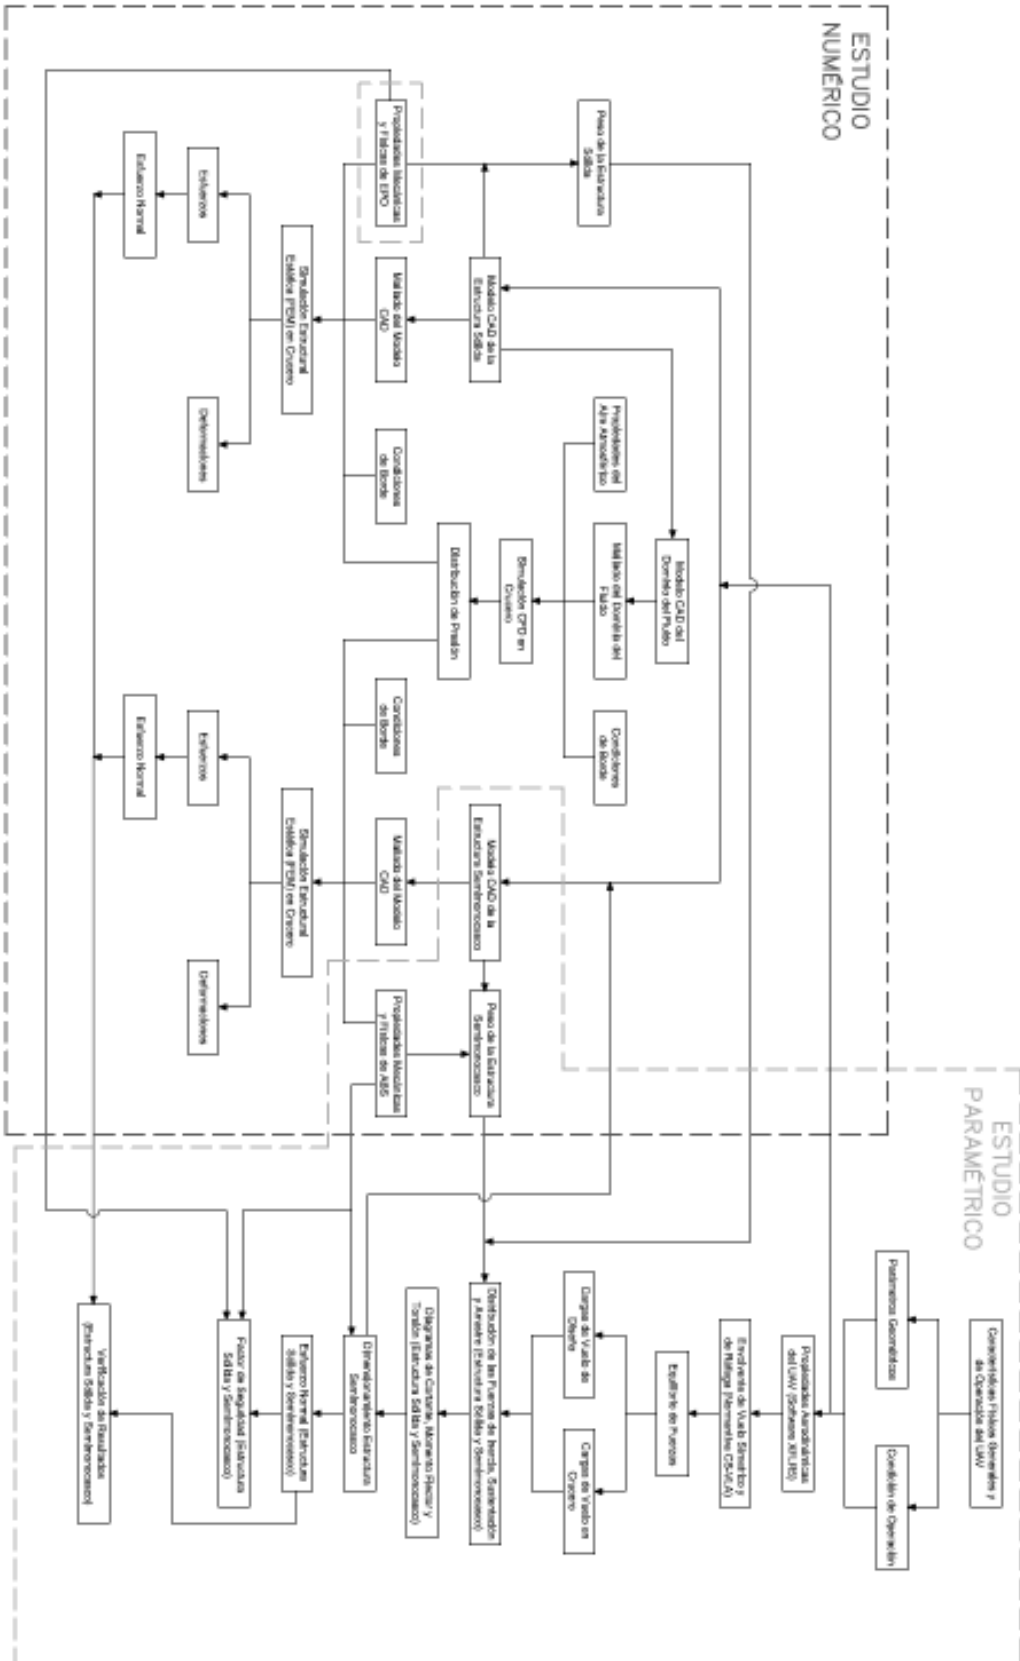 ESTUDIO
NUMÉRICO
Peso de la Estructura
Sólida
Propiedades Mecánicas
y Físicas de EPO
Modelo CAD de la
Estructura Sólida
Mallado del Modelo
CAD
Simulación Estructural
Estática (FEM) en Crucero
Esfuerzos
Esfuerzo Normal
Deformaciones
Condiciones
de Borde
Propiedades del
Aire Atmosférico
Modelo CAD del
Dominio del Fluido
Mallado del Dominio del
Fluido
Condiciones
de Borde
Simulación CFD en
Crucero
Distribución de Presión
Condiciones
de Borde
Modelo CAD de la
Estructura Semimonocasco
Mallado del Modelo
CAD
Simulación Estructural
Estática (FEM) en Crucero
Esfuerzos
Esfuerzo Normal
Deformaciones
Peso de la Estructura
Semimonocasco
Propiedades Mecánicas
y Físicas de ABS
ESTUDIO
PARAMÉTRICO
Características Físicas Generales y
de Operación del UAV
Parámetros Geométricos
Condición de Operación
Propiedades Aerodinámicas
del UAV (Software XFLR5)
Envolvente de Vuelo Simétrico y
de Ráfaga (Normativa CS-VLA)
Equilibrio de Fuerzas
Cargas de Vuelo de
Diseño
Cargas de Vuelo en
Crucero
Distribución de las Fuerzas de Inercia, Sustentación
y Arrastre (Estructura Sólida y Semimonocasco)
Diagramas de Cortante, Momento Flector y
Torsión (Estructura Sólida y Semimonocasco)
Dimensionamiento Estructura
Semimonocasco
Esfuerzo Normal (Estructura
Sólida y Semimonocasco)
Factor de Seguridad (Estructura
Sólida y Semimonocasco)
Verificación de Resultados
(Estructura Sólida y Semimonocasco)